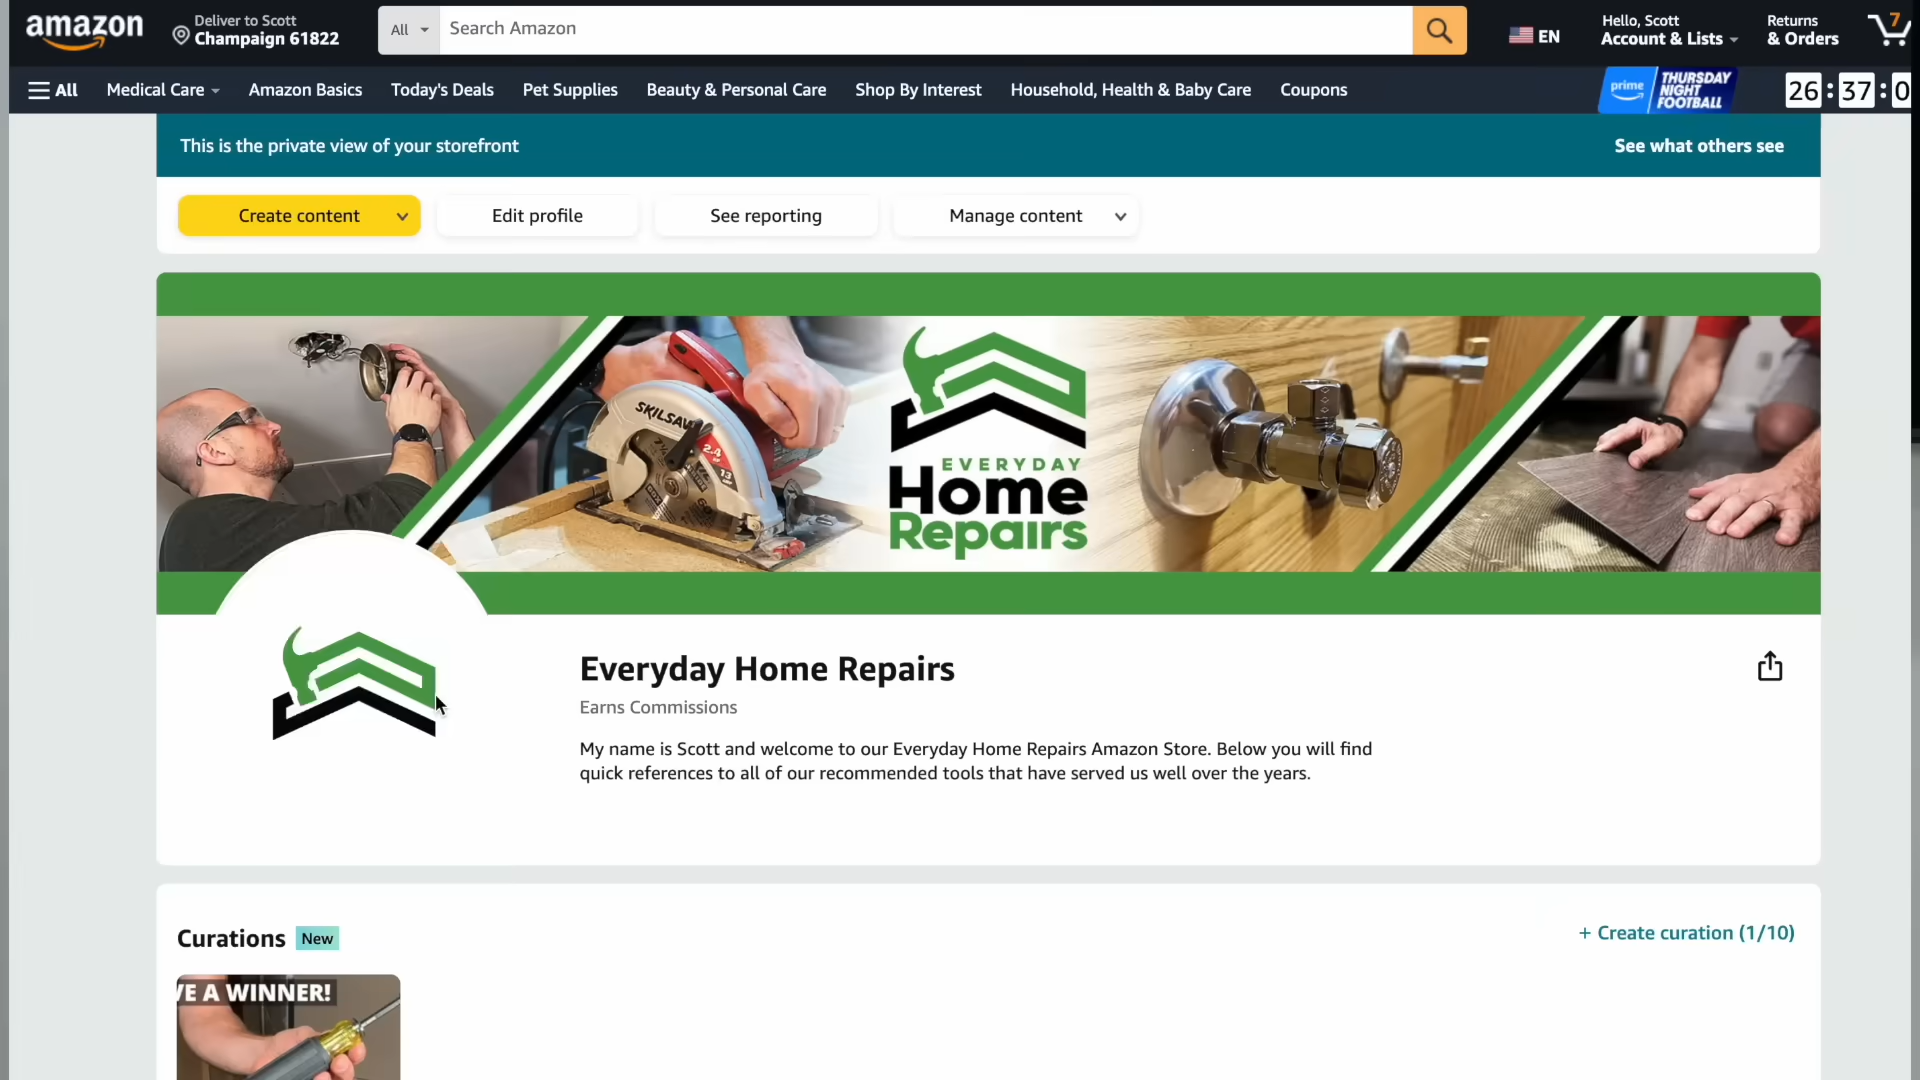 amazon
Deliver to Scott
Champaign 61822
All
Search Amazon
EN
Hello, Scott
Account & Lists
Returns
& Orders
7
All
Medical Care
Amazon Basics
Today's Deals
Pet Supplies
Beauty & Personal Care
Shop By Interest
Household, Health & Baby Care
Coupons
prime
THURSDAY
NIGHT
FOOTBALL
26:37:0
This is the private view of your storefront
See what others see
Create content
Edit profile
See reporting
Manage content
SKILSAW
2.4
13
EVERYDAY
Home
Repairs
Everyday Home Repairs
Earns Commissions
My name is Scott and welcome to our Everyday Home Repairs Amazon Store. Below you will find
quick references to all of our recommended tools that have served us well over the years.
Curations New
+ Create curation (1/10)
VE A WINNER!